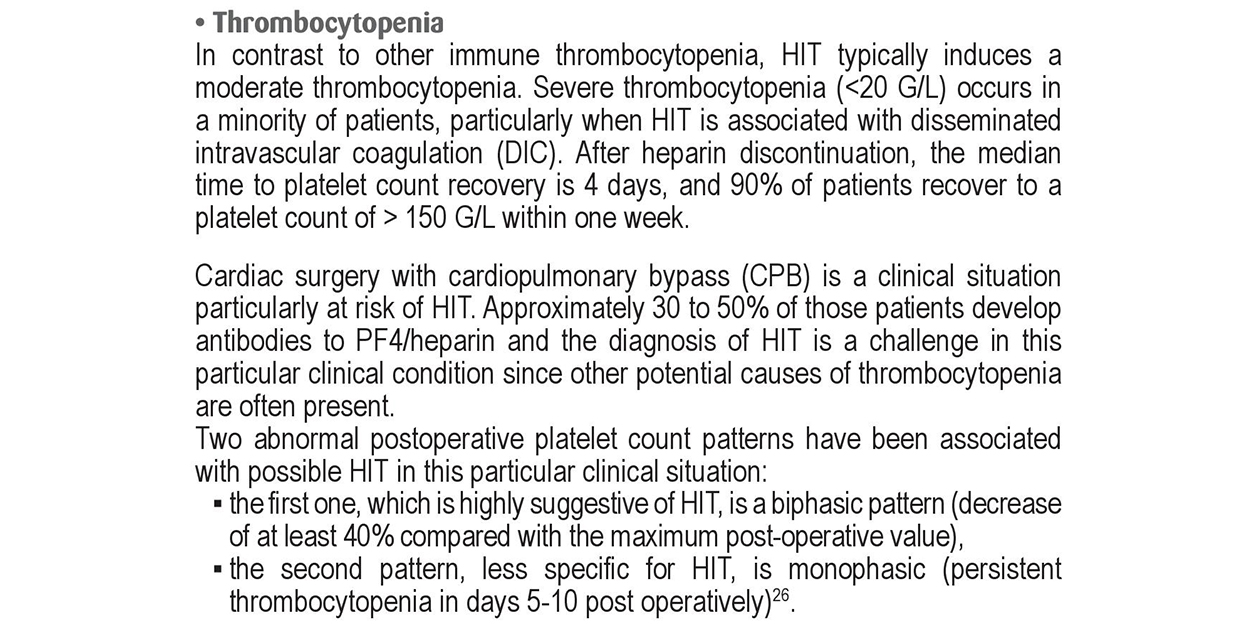 • Thrombocytopenia
In contrast to other immune thrombocytopenia, HIT typically induces a
moderate thrombocytopenia. Severe thrombocytopenia (<20 G/L) occurs in
a minority of patients, particularly when HIT is associated with disseminated
intravascular coagulation (DIC). After heparin discontinuation, the median
time to platelet count recovery is 4 days, and 90% of patients recover to a
platelet count of > 150 G/L within one week.
Cardiac surgery with cardiopulmonary bypass (CPB) is a clinical situation
particularly at risk of HIT. Approximately 30 to 50% of those patients develop
antibodies to PF4/heparin and the diagnosis of HIT is a challenge in this
particular clinical condition since other potential causes of thrombocytopenia
are often present.
Two abnormal postoperative platelet count patterns have been associated
with possible HIT in this particular clinical situation:
▪ the first one, which is highly suggestive of HIT, is a biphasic pattern (decrease
of at least 40% compared with the maximum post-operative value),
▪ the second pattern, less specific for HIT, is monophasic (persistent
thrombocytopenia in days 5-10 post operatively)²⁶.